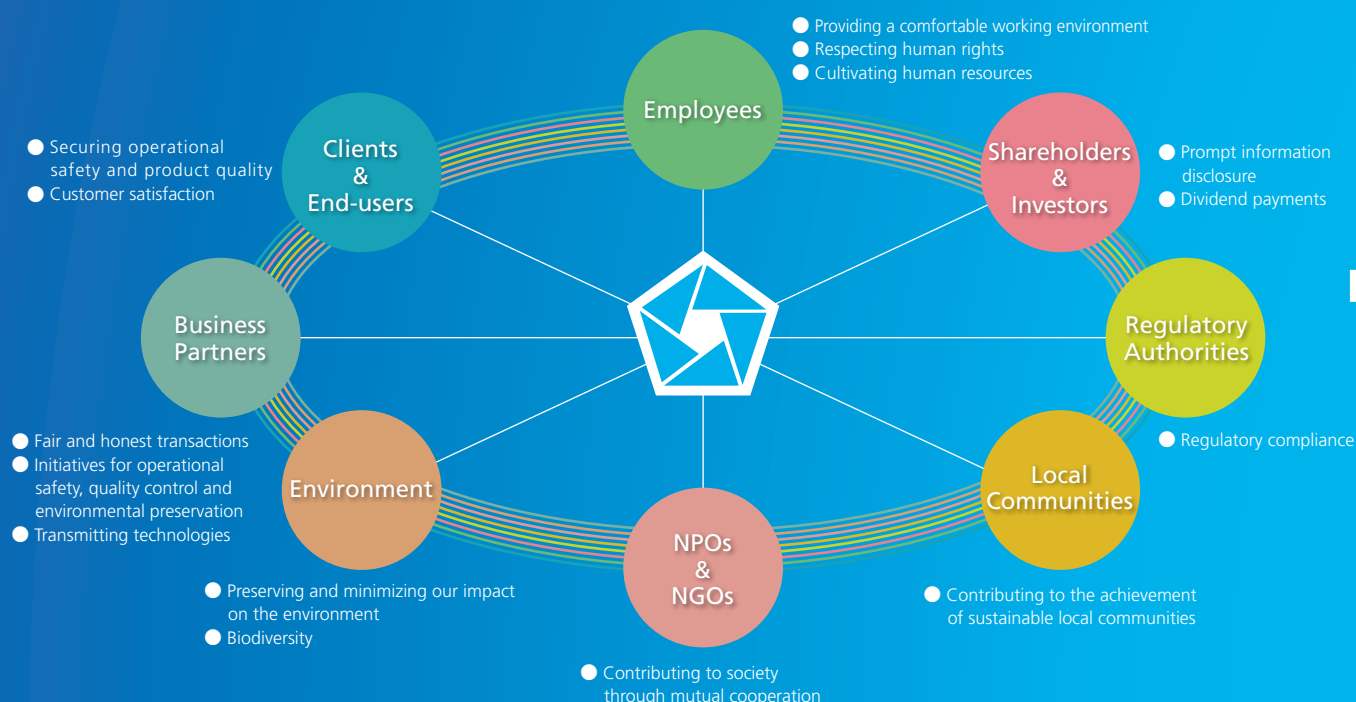 ● Providing a comfortable working environment
● Respecting human rights
● Cultivating human resources
Employees
Clients
&
End-users
● Securing operational
safety and product quality
● Customer satisfaction
Shareholders
&
Investors
● Prompt information
disclosure
● Dividend payments
Business
Partners
● Fair and honest transactions
● Initiatives for operational
safety, quality control and
environmental preservation
● Transmitting technologies
Regulatory
Authorities
● Regulatory compliance
Environment
● Preserving and minimizing our impact
on the environment
● Biodiversity
Local
Communities
● Contributing to the achievement
of sustainable local communities
NPOs
&
NGOs
● Contributing to society
through mutual cooperation